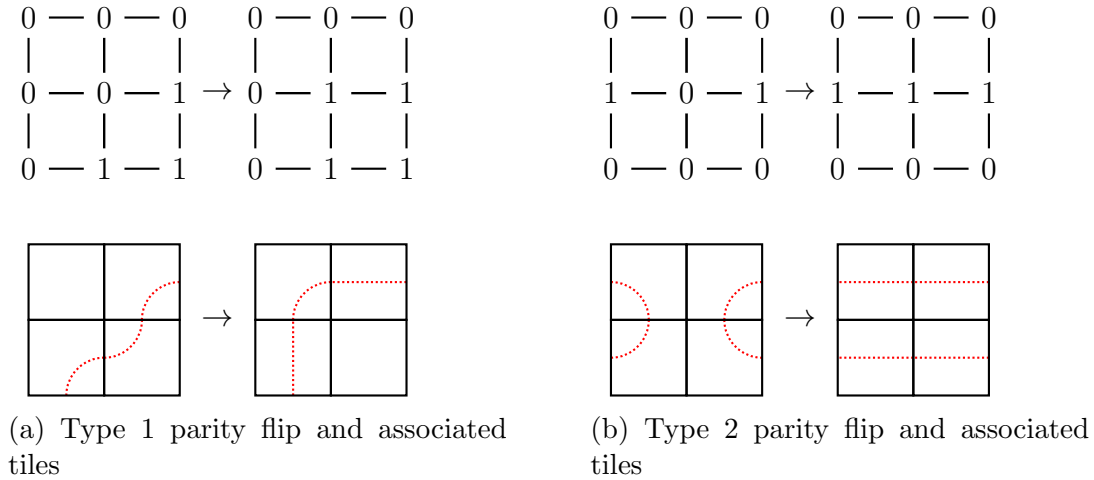 0 — 0 — 0 0 — 0 — 0 0 — 0 — 0 0 — 0 — 0
0 — 0 — 1 → 0 — 1 — 1 1 — 0 — 1 → 1 — 1 — 1
0 — 1 — 1 0 — 1 — 1 0 — 0 — 0 0 — 0 — 0
→ →
(a) Type 1 parity flip and associated
tiles
(b) Type 2 parity flip and associated
tiles